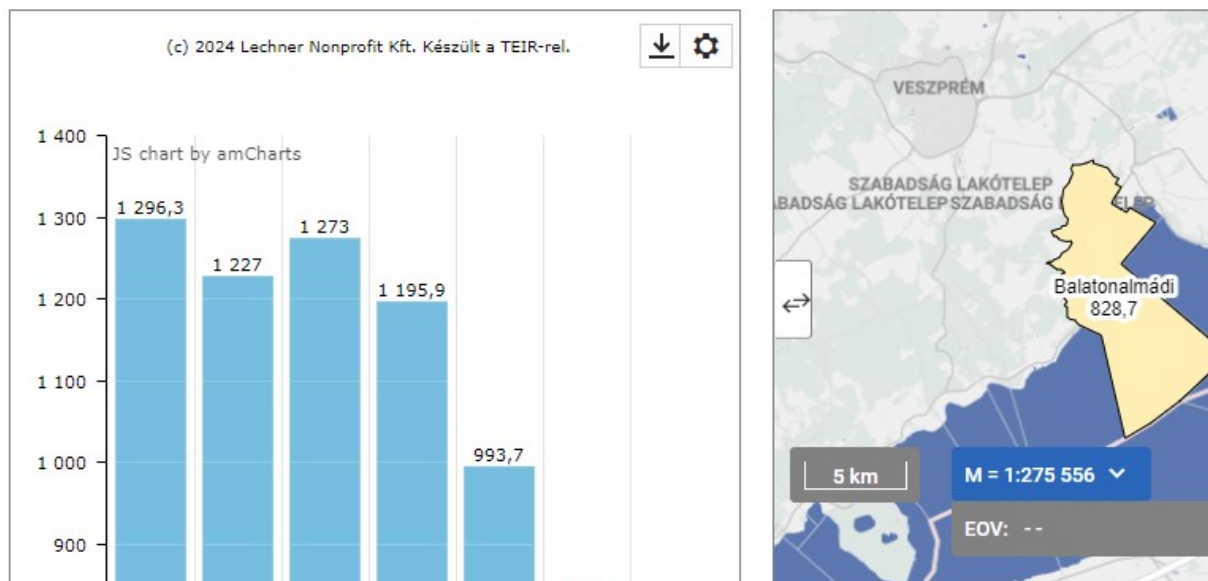 (c) 2024 Lechner Nonprofit Kft. Készült a TEIR-rel.
1 400
JS chart by amCharts
1 296,3
1 300
1 273
1 227
1 200
1 195,9
1 100
1 000
993,7
900
VESZPRÉM
SZABADSÁG LAKÓTELEP
ABADSÁG LAKÓTELEP SZABADSÁG L
TELEP
Balatonalmádi
828,7
5 km
M = 1:275 556
EOV: - -